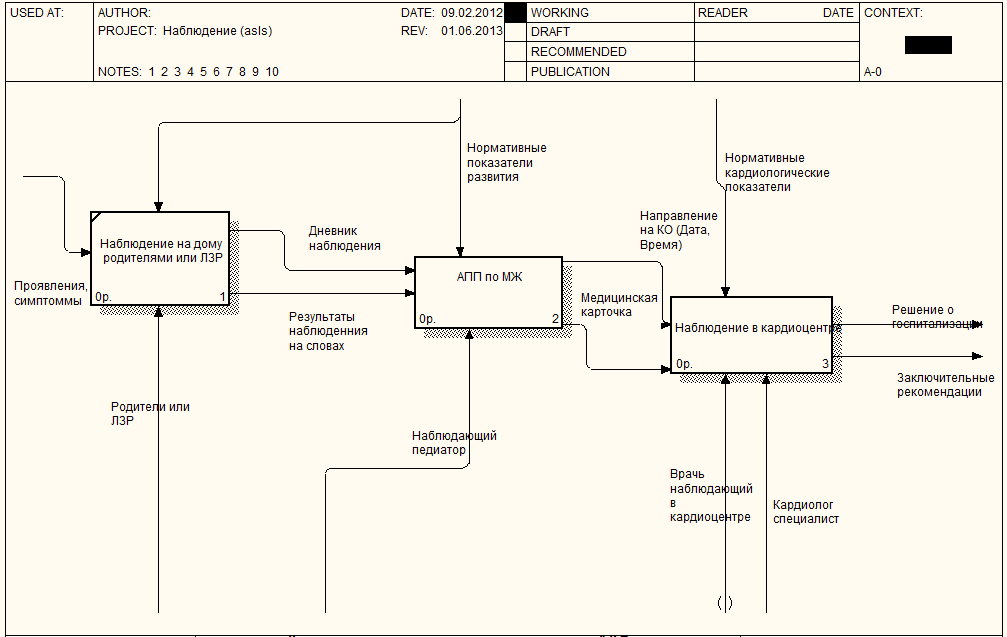 USED AT:
AUTHOR:
DATE: 09.02.2012
WORKING
READER
DATE
CONTEXT:
PROJECT: Наблюдение (asIs)
REV: 01.06.2013
DRAFT
RECOMMENDED
NOTES: 1 2 3 4 5 6 7 8 9 10
PUBLICATION
A-0
Нормативные
показатели
развития
Нормативные
кардиологические
показатели
Наблюдение на дому
родителями или ЛЗР
0р.
1
Проявления,
симптоммы
Дневник
наблюдения
Результаты
наблюденния
на словах
АПП по МЖ
0р.
2
Направление
на КО (Дата,
Время)
Медицинская
карточка
Наблюдение в кардиоцентре
0р.
3
Решение о
госпитализации
Заключительные
рекомендации
Родители или
ЛЗР
Наблюдающий
педиатор
Врачь
наблюдающий
в
кардиоцентре
Кардиолог
специалист